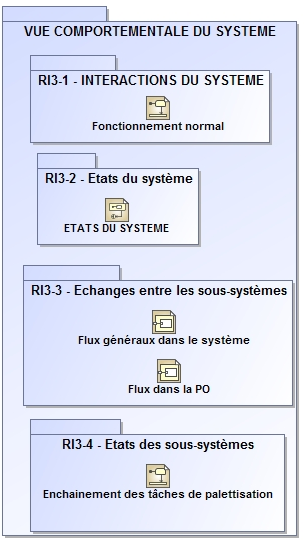 VUE COMPORTEMENTALE DU SYSTEME
RI3-1 - INTERACTIONS DU SYSTEME
Fonctionnement normal
RI3-2 - Etats du système
ETATS DU SYSTEME
RI3-3 - Echanges entre les sous-systèmes
Flux généraux dans le système
Flux dans la PO
RI3-4 - Etats des sous-systèmes
Enchainement des tâches de palettisation